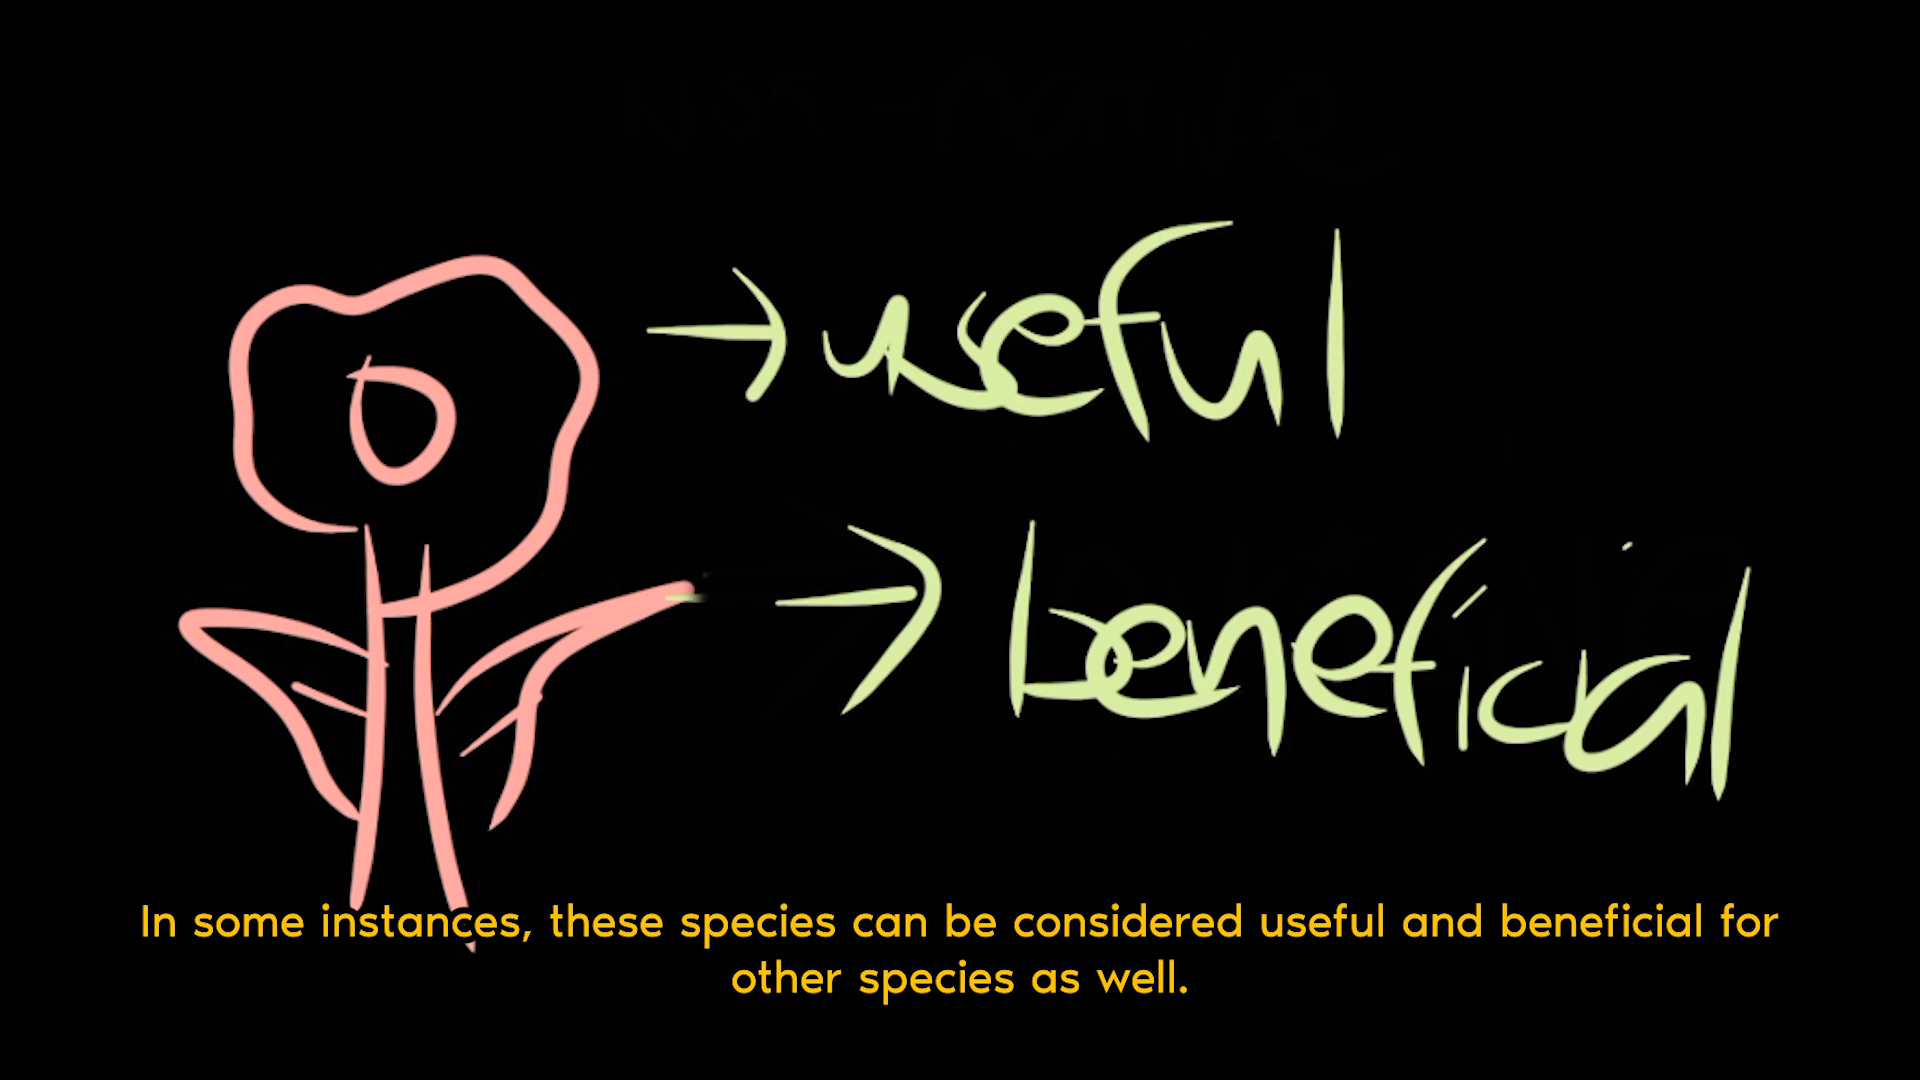 → useful
→ beneficial
In some instances, these species can be considered useful and beneficial for
other species as well.